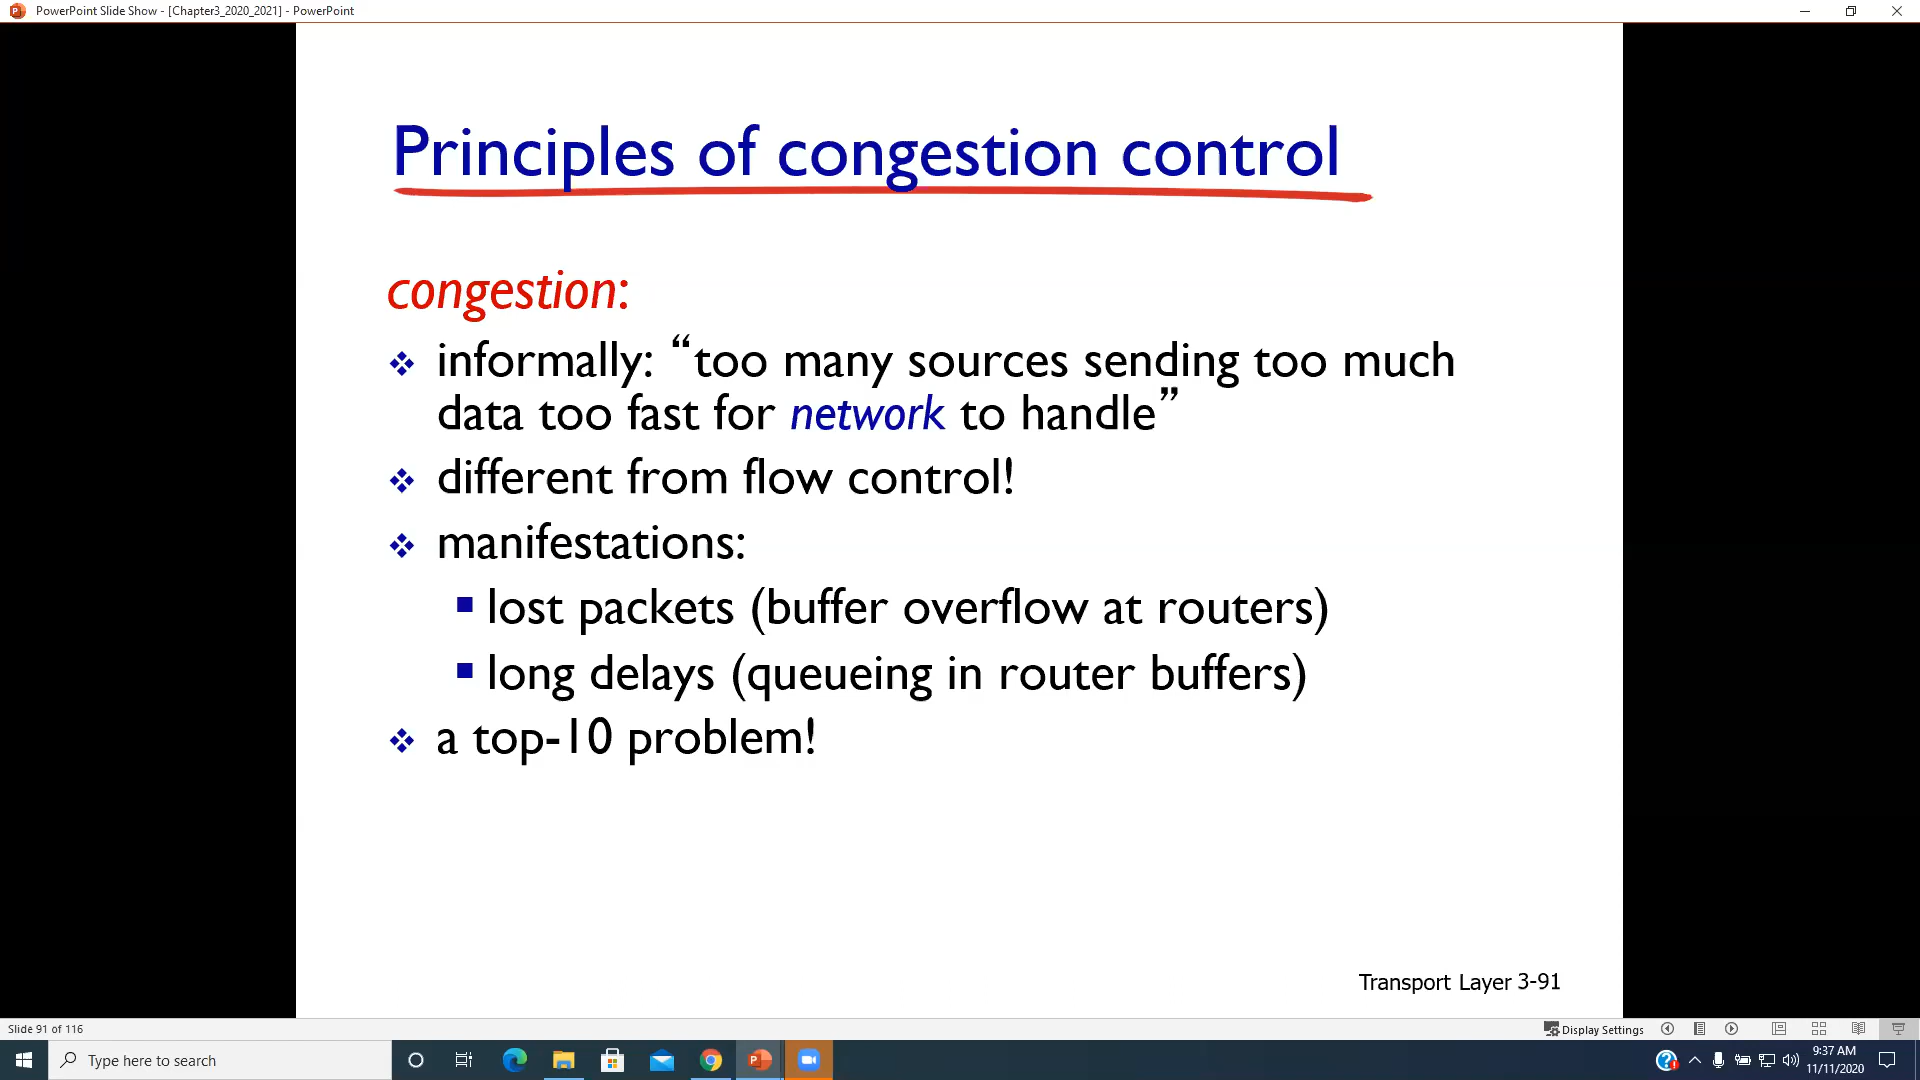 PowerPoint Slide Show - [Chapter3_2020_2021] - PowerPoint
Principles of congestion control
congestion:
informally: “too many sources sending too much
data too fast for network to handle”
different from flow control!
manifestations:
lost packets (buffer overflow at routers)
long delays (queueing in router buffers)
a top-10 problem!
Transport Layer 3-91
Slide 91 of 116
Display Settings
Type here to search
9:37 AM
11/11/2020